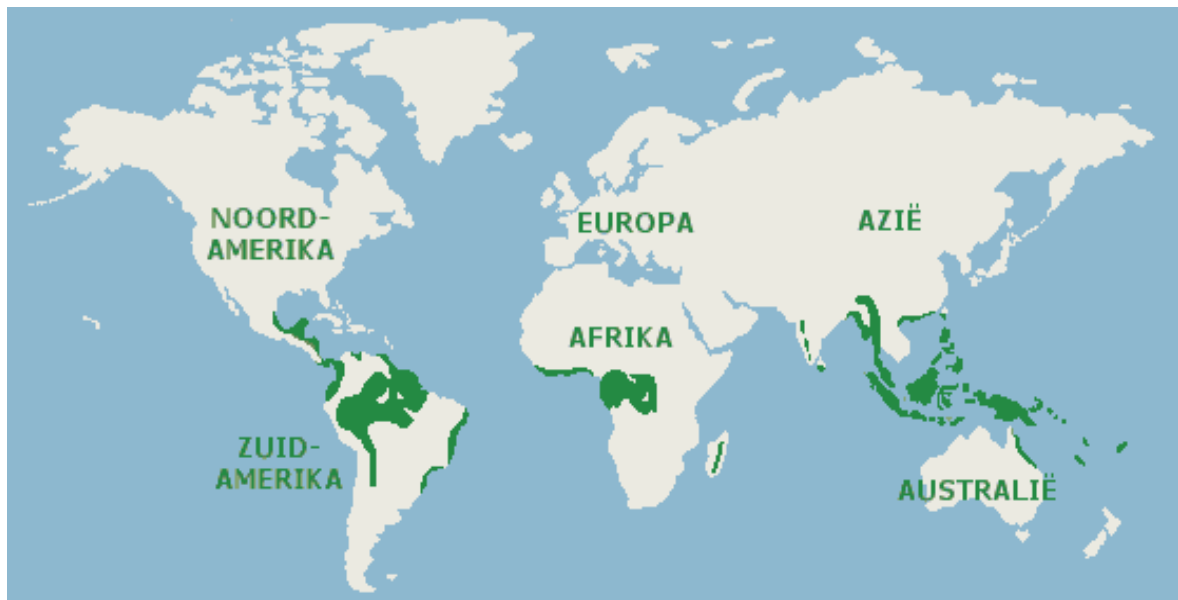 NOORD-
AMERIKA
EUROPA
AZIË
AFRIKA
ZUID-
AMERIKA
AUSTRALIË